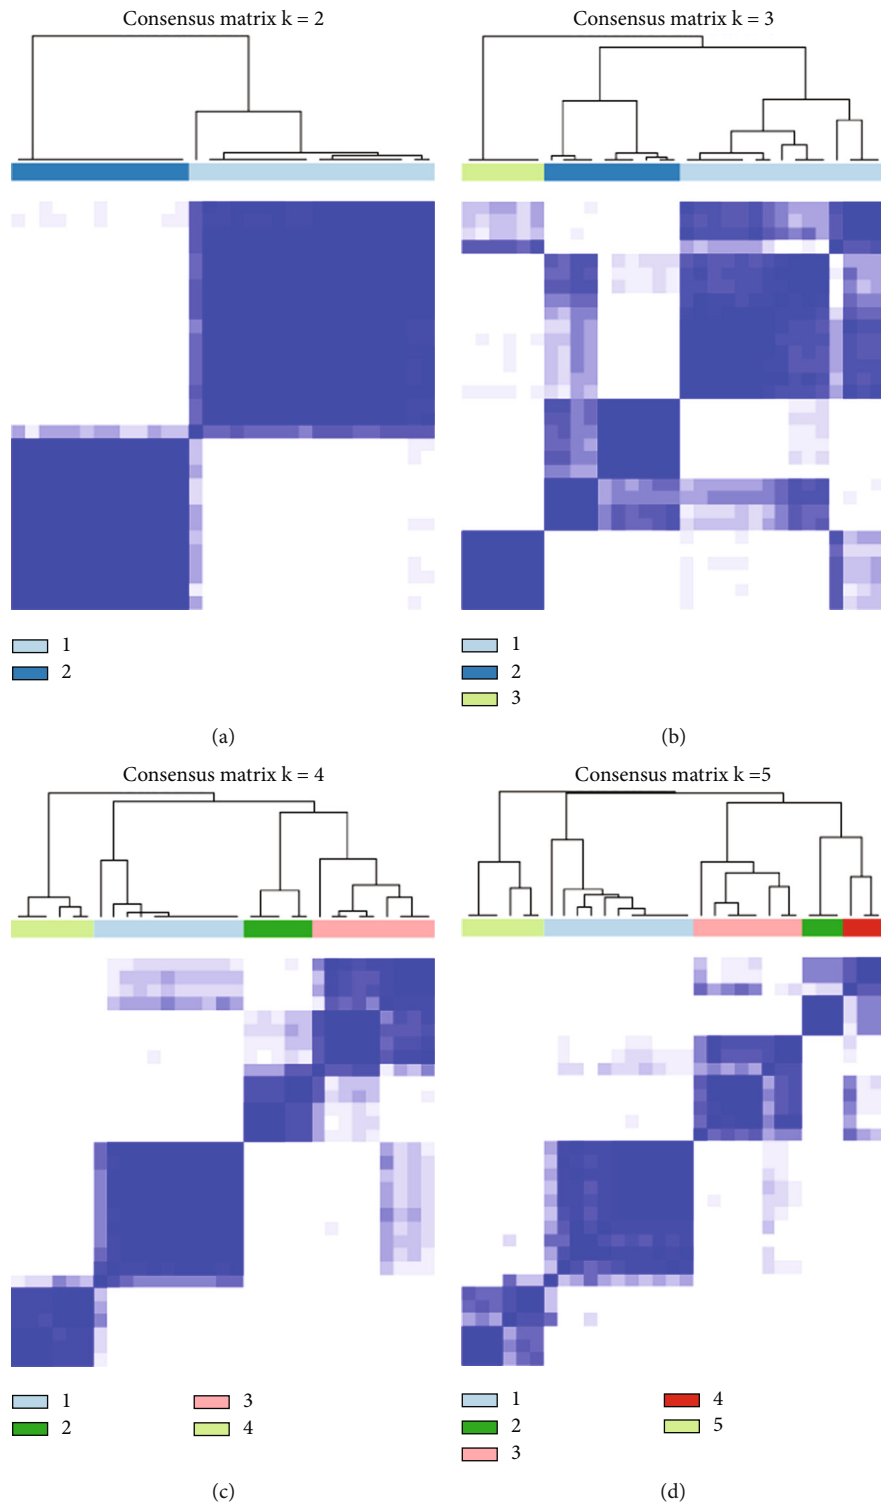 Consensus matrix k = 2
1
2
(a)
Consensus matrix k = 3
1
2
3
(b)
Consensus matrix k = 4
1
2
3
4
(c)
Consensus matrix k =5
1
2
3
4
5
(d)